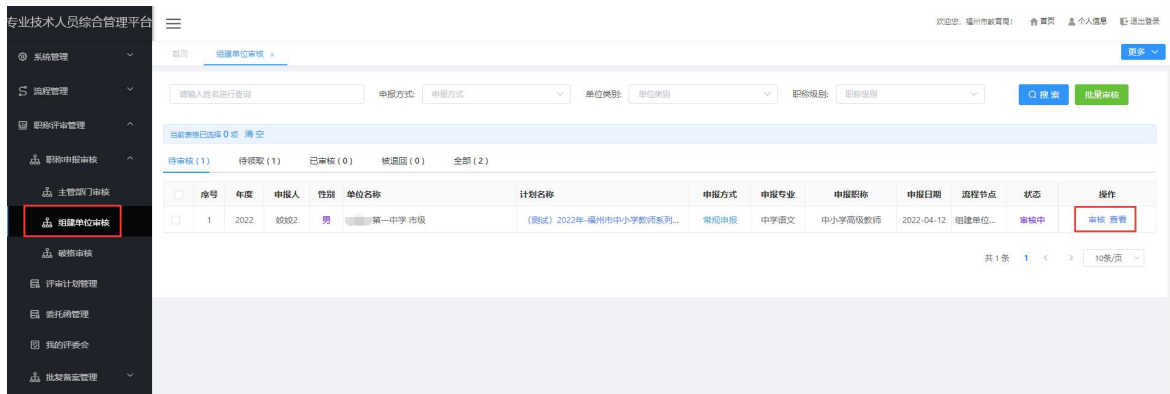 专业技术人员综合管理平台
欢迎您，福州市教育局！ 首页 个人信息 退出登录
系统管理
首页 组建单位审核 ×
更多
流程管理
请输入姓名进行查询 申报方式: 申报方式 单位类别: 单位类别 职称级别: 职称级别 搜索 批量审核
职称评审管理
当前表格已选择 0 项 清空
职称申报审核
待审核(1) 待领取(1) 已审核(0) 被退回(0) 全部(2)
主管部门审核
序号 年度 申报人 性别 单位名称 计划名称 申报方式 申报专业 申报职称 申报日期 流程节点 状态 操作
组建单位审核
1 2022 姣姣2 男 第一中学 市级 (测试) 2022年-福州市中小学教师系列... 常规申报 中学语文 中小学高级教师 2022-04-12 组建单位... 审核中 审核 查看
破格审核
共1条 1 < > 10条/页
评审计划管理
委托函管理
我的评委会
批复备案管理